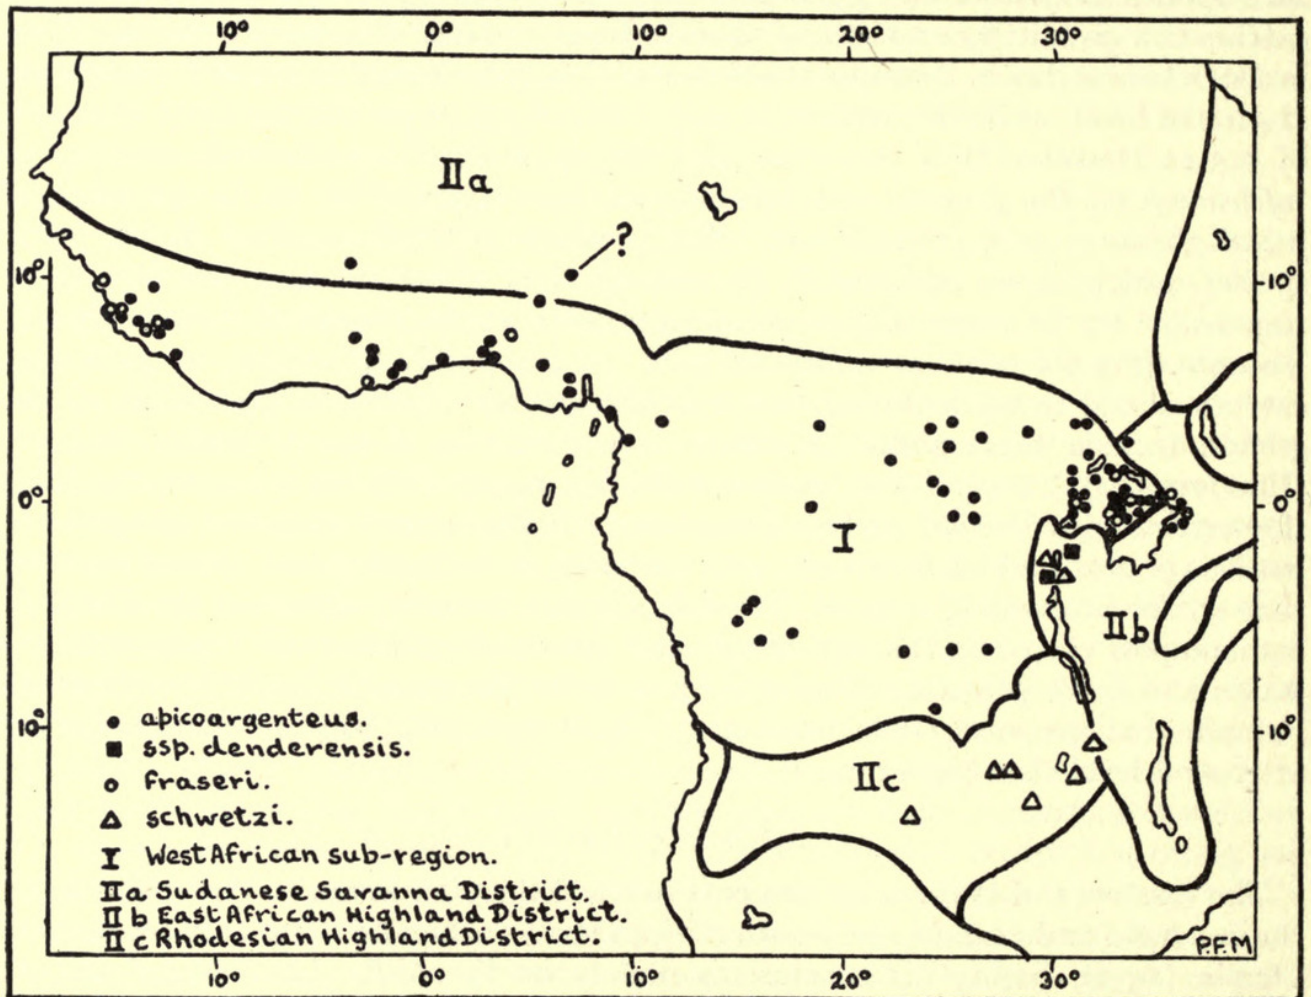 10° 0° 10° 20° 30°
IIa
?
10° 10°
0° 0°
I
IIb
apicoargenteus.
10° 10°
ssp. denderensis.
fraseri.
IIc
schwetzi.
I West African sub-region.
IIa Sudanese Savanna District.
IIb East African Highland District.
IIc Rhodesian Highland District.
P.F.M
10° 0° 10° 20° 30°